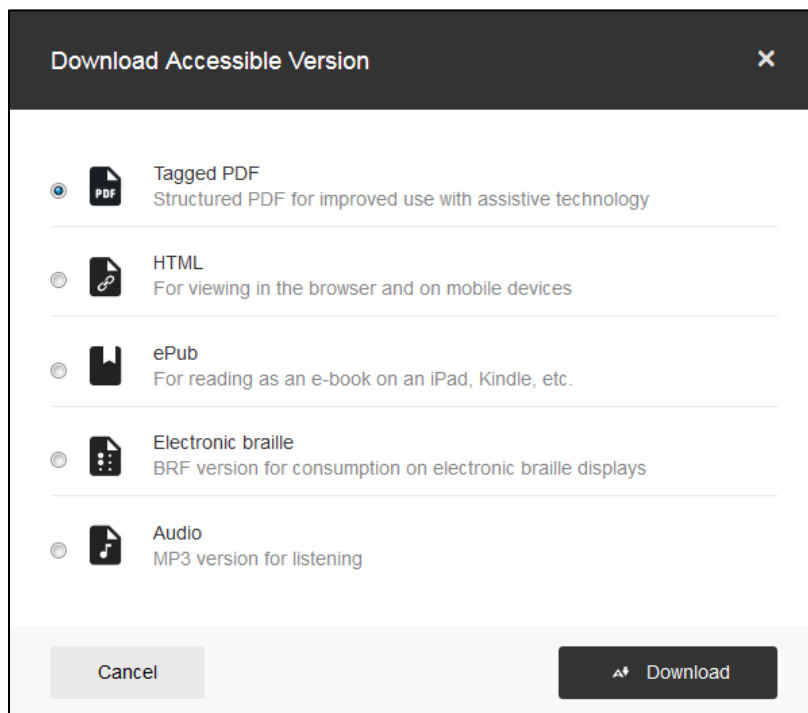 Download Accessible Version
Tagged PDF
PDF
Structured PDF for improved use with assistive technology
HTML
For viewing in the browser and on mobile devices
ePub
For reading as an e-book on an iPad, Kindle, etc.
Electronic braille
BRF version for consumption on electronic braille displays
Audio
MP3 version for listening
Cancel
A Download